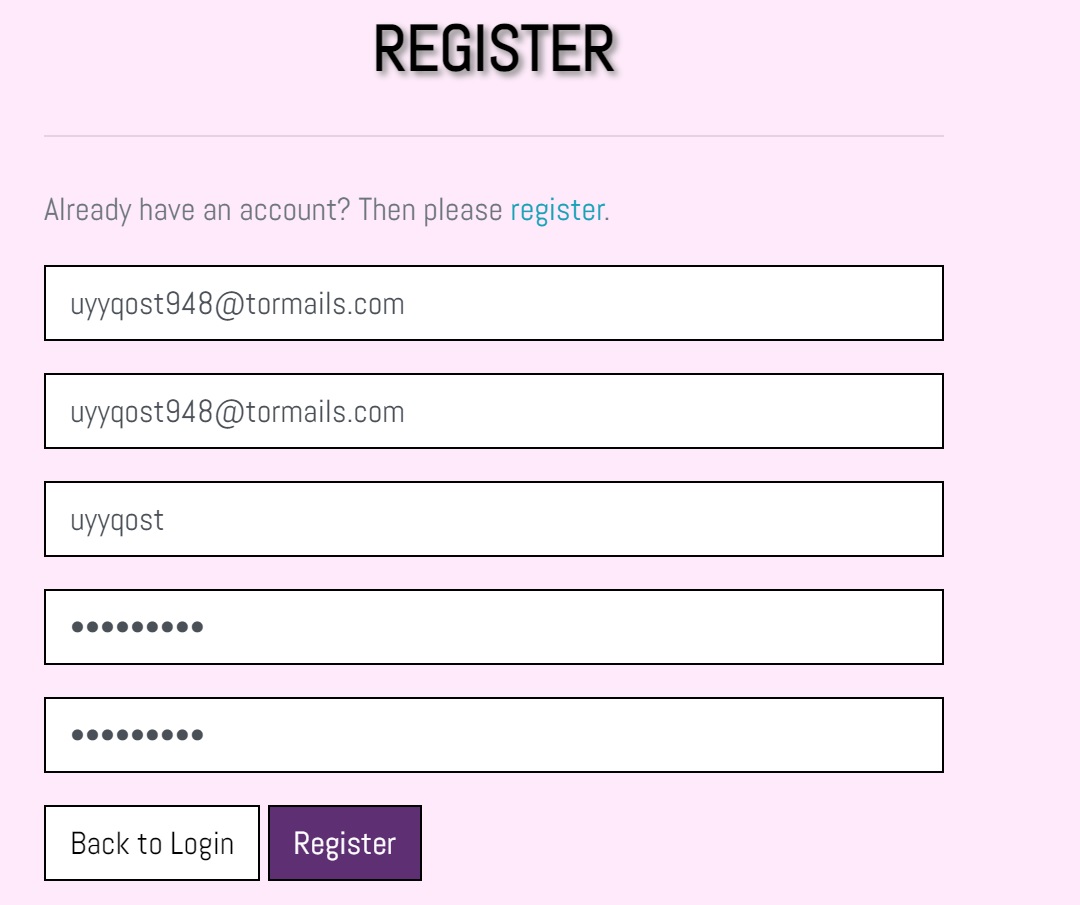 REGISTER
Already have an account? Then please register.
uyyqost948@tormails.com
uyyqost948@tormails.com
uyyqost
•••••••••
•••••••••
Back to Login Register